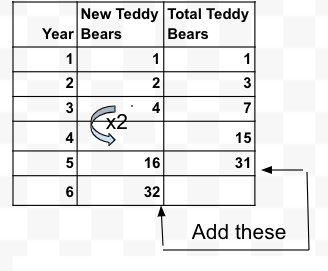 New Teddy Total Teddy
Year Bears Bears
1 1 1
2 2 3
3 4 7
x2
4 15
5 16 31
6 32
Add these